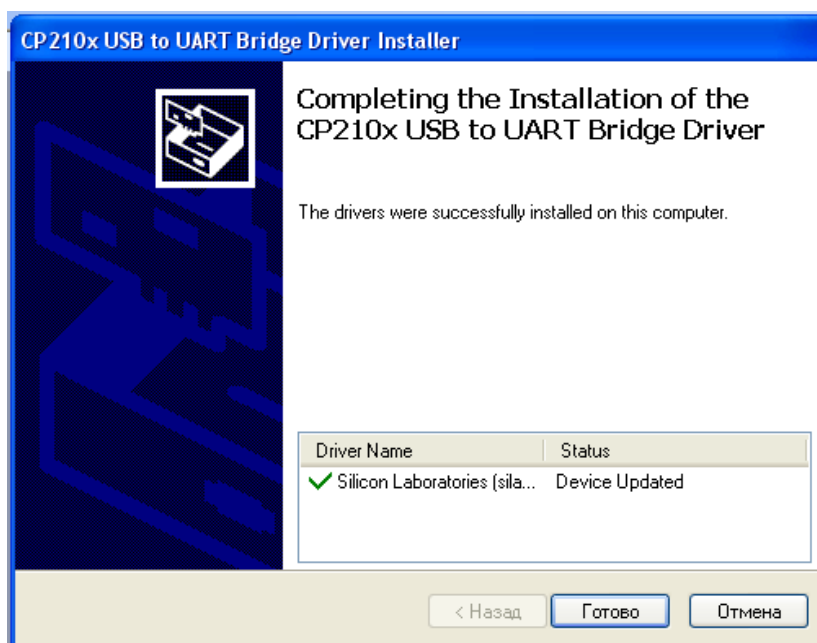 CP210x USB to UART Bridge Driver Installer
Completing the Installation of the
CP210x USB to UART Bridge Driver
The drivers were successfully installed on this computer.
Driver Name Status
Silicon Laboratories (sila... Device Updated
< Назад Готово Отмена